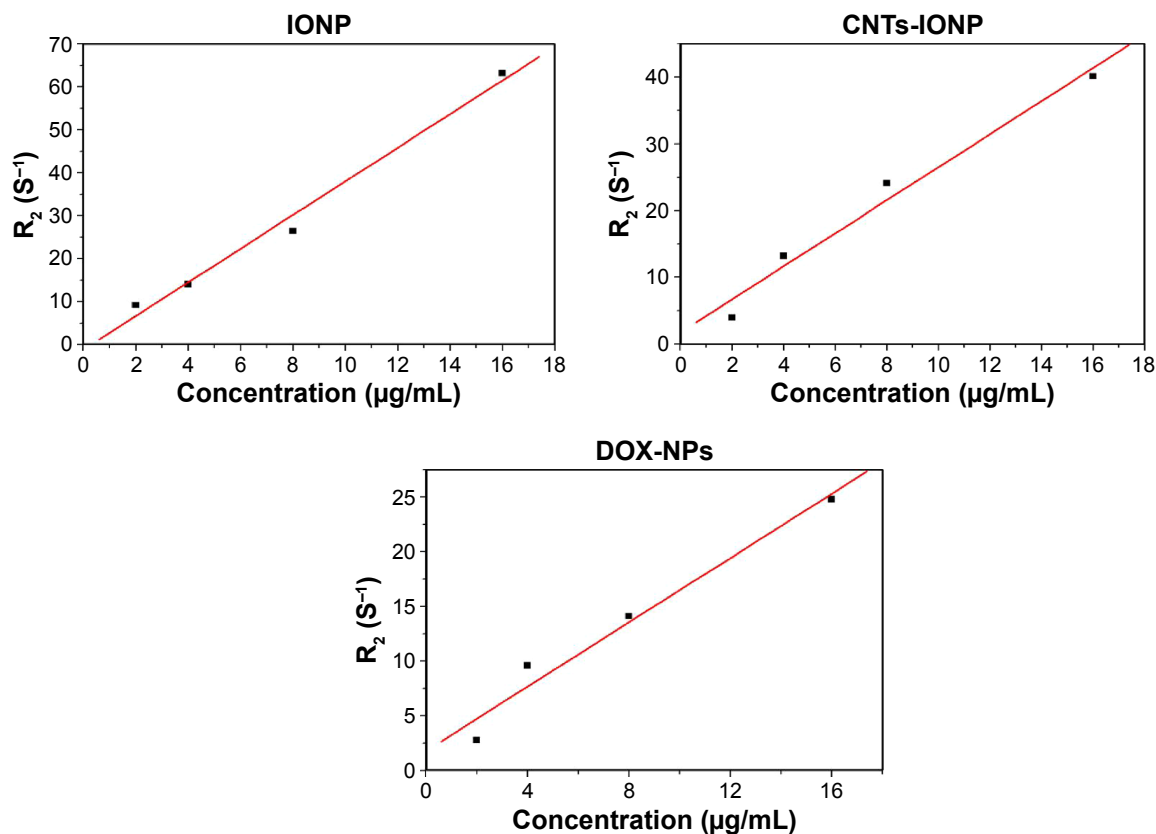 IONP
70
60
50
40
30
20
10
0
R₂ (S⁻¹)
0 2 4 6 8 10 12 14 16 18
Concentration (µg/mL)
CNTs-IONP
40
30
20
10
0
R₂ (S⁻¹)
0 2 4 6 8 10 12 14 16 18
Concentration (µg/mL)
DOX-NPs
25
20
15
10
5
0
R₂ (S⁻¹)
0 4 8 12 16
Concentration (µg/mL)